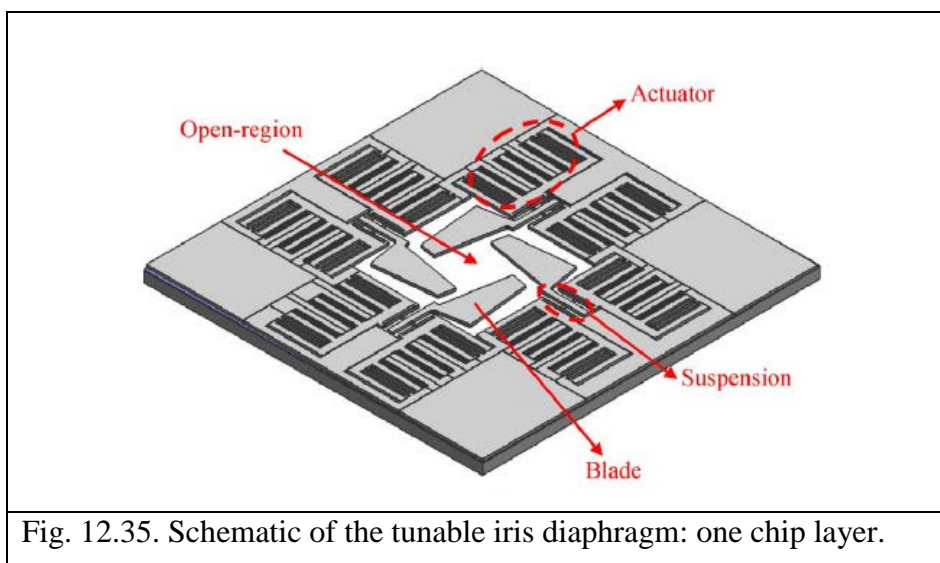 Actuator
Open-region
Suspension
Blade
Fig. 12.35. Schematic of the tunable iris diaphragm: one chip layer.